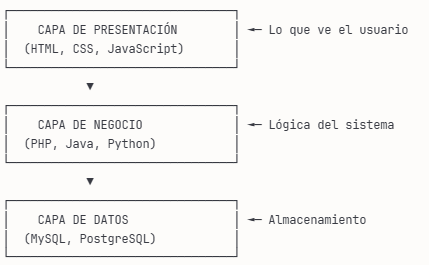 CAPA DE PRESENTACIÓN ◄─ Lo que ve el usuario
(HTML, CSS, JavaScript)
▼
CAPA DE NEGOCIO ◄─ Lógica del sistema
(PHP, Java, Python)
▼
CAPA DE DATOS ◄─ Almacenamiento
(MySQL, PostgreSQL)